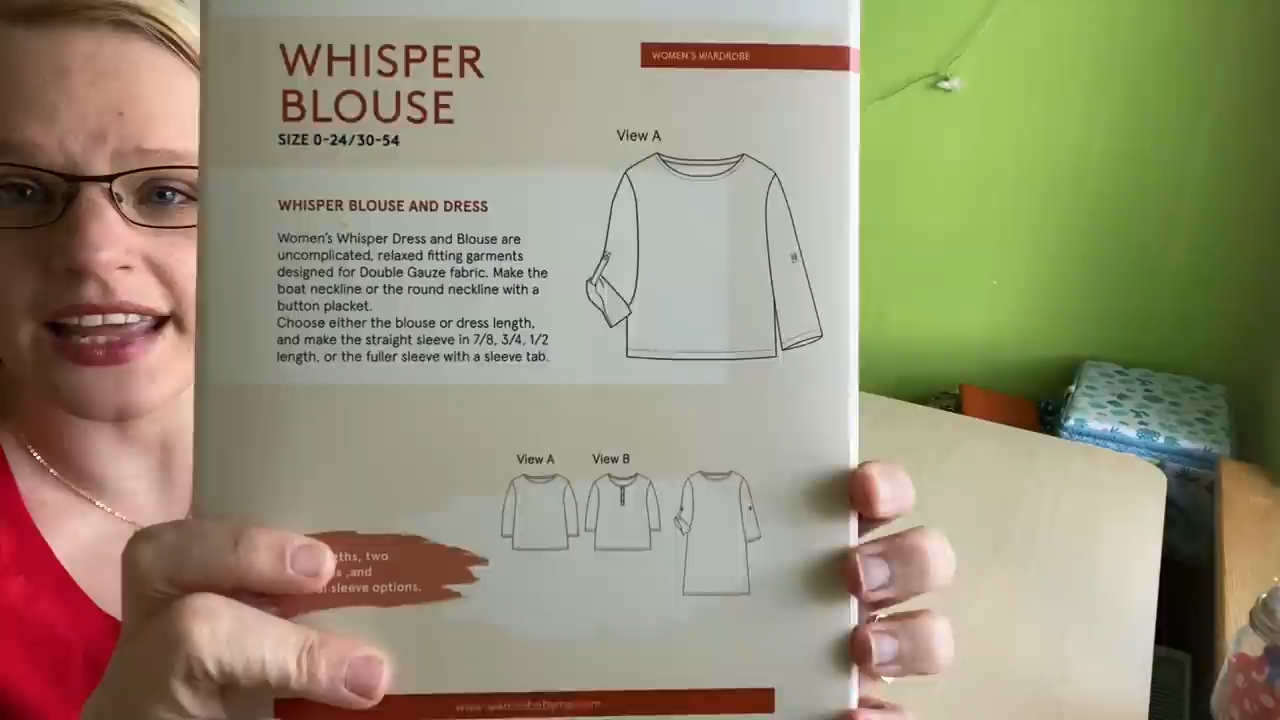 WHISPER
BLOUSE
SIZE 0-24/30-54
WOMEN'S WARDROBE
View A
WHISPER BLOUSE AND DRESS
Women's Whisper Dress and Blouse are
uncomplicated, relaxed fitting garments
designed for Double Gauze fabric. Make the
boat neckline or the round neckline with a
button placket.
Choose either the blouse or dress length,
and make the straight sleeve in 7/8, 3/4, 1/2
length, or the fuller sleeve with a sleeve tab.
View A
View B
two
and
sleeve options.